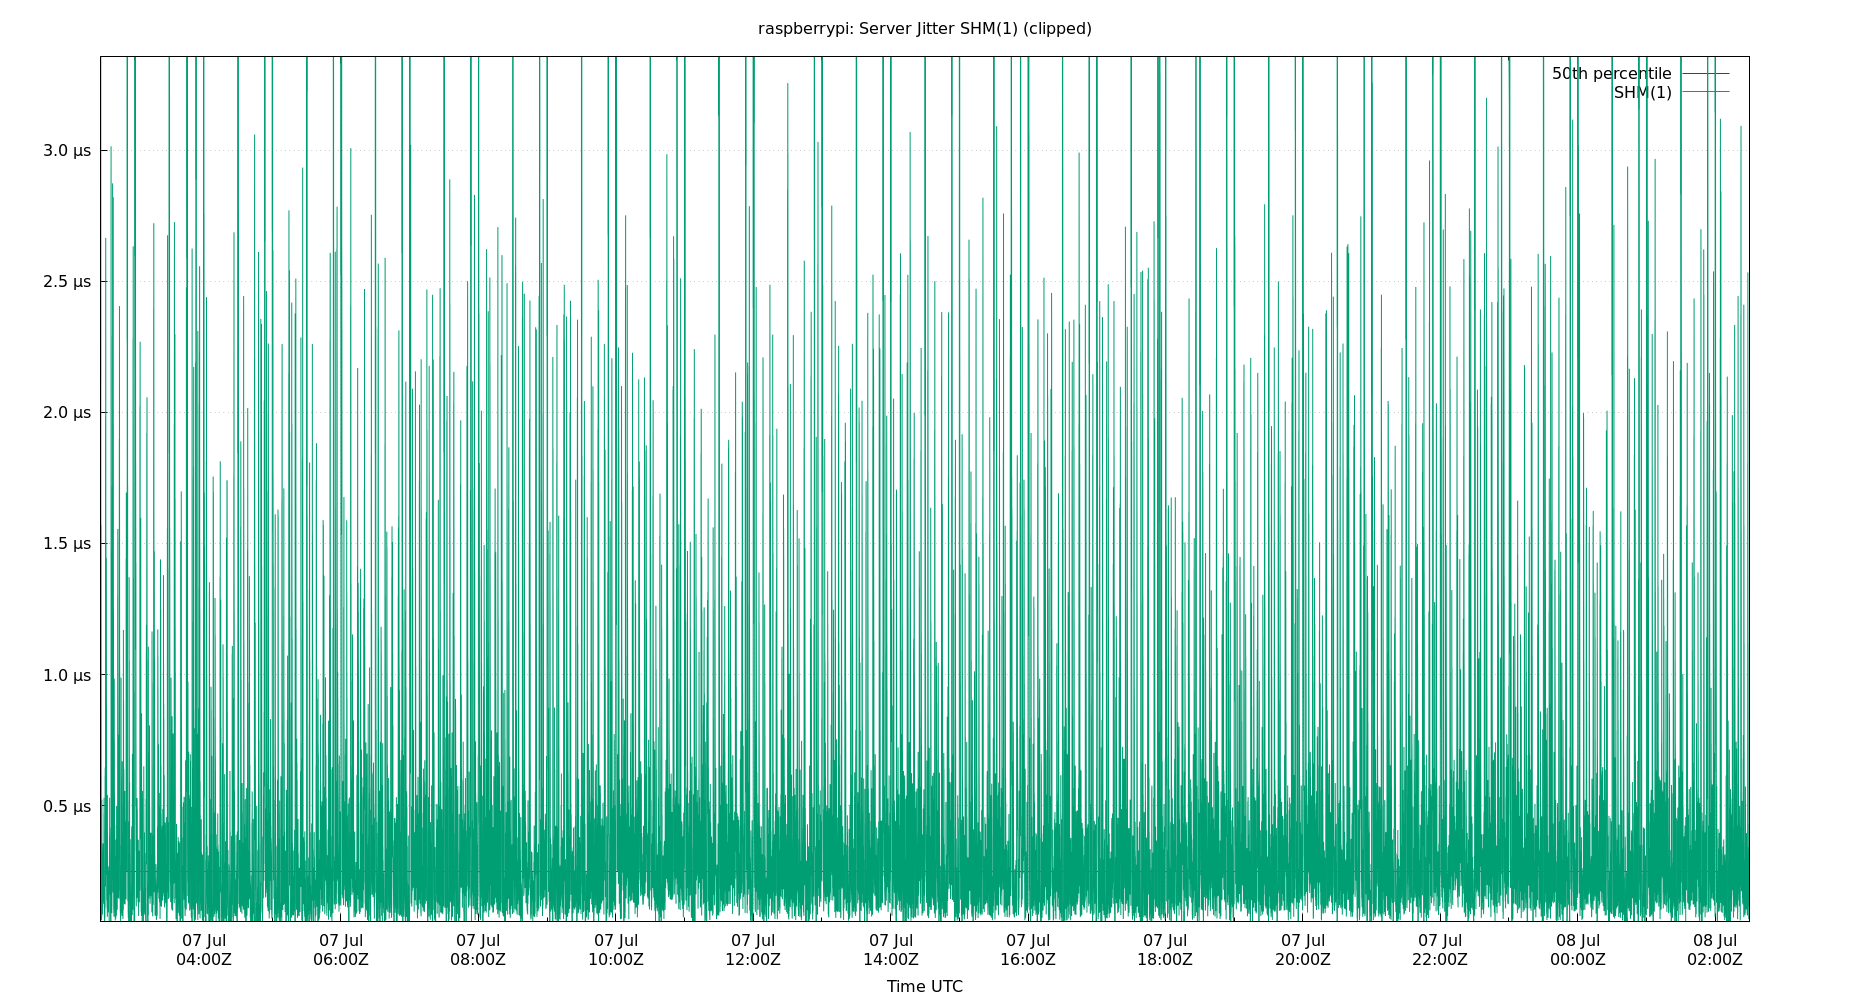 raspberrypi: Server Jitter SHM(1) (clipped)
50th percentile
SHM(1)
3.0 µs
2.5 µs
2.0 µs
1.5 µs
1.0 µs
0.5 µs
07 Jul 07 Jul 07 Jul 07 Jul 07 Jul 07 Jul 07 Jul 07 Jul 07 Jul 07 Jul 08 Jul 08 Jul
04:00Z 06:00Z 08:00Z 10:00Z 12:00Z 14:00Z 16:00Z 18:00Z 20:00Z 22:00Z 00:00Z 02:00Z
Time UTC